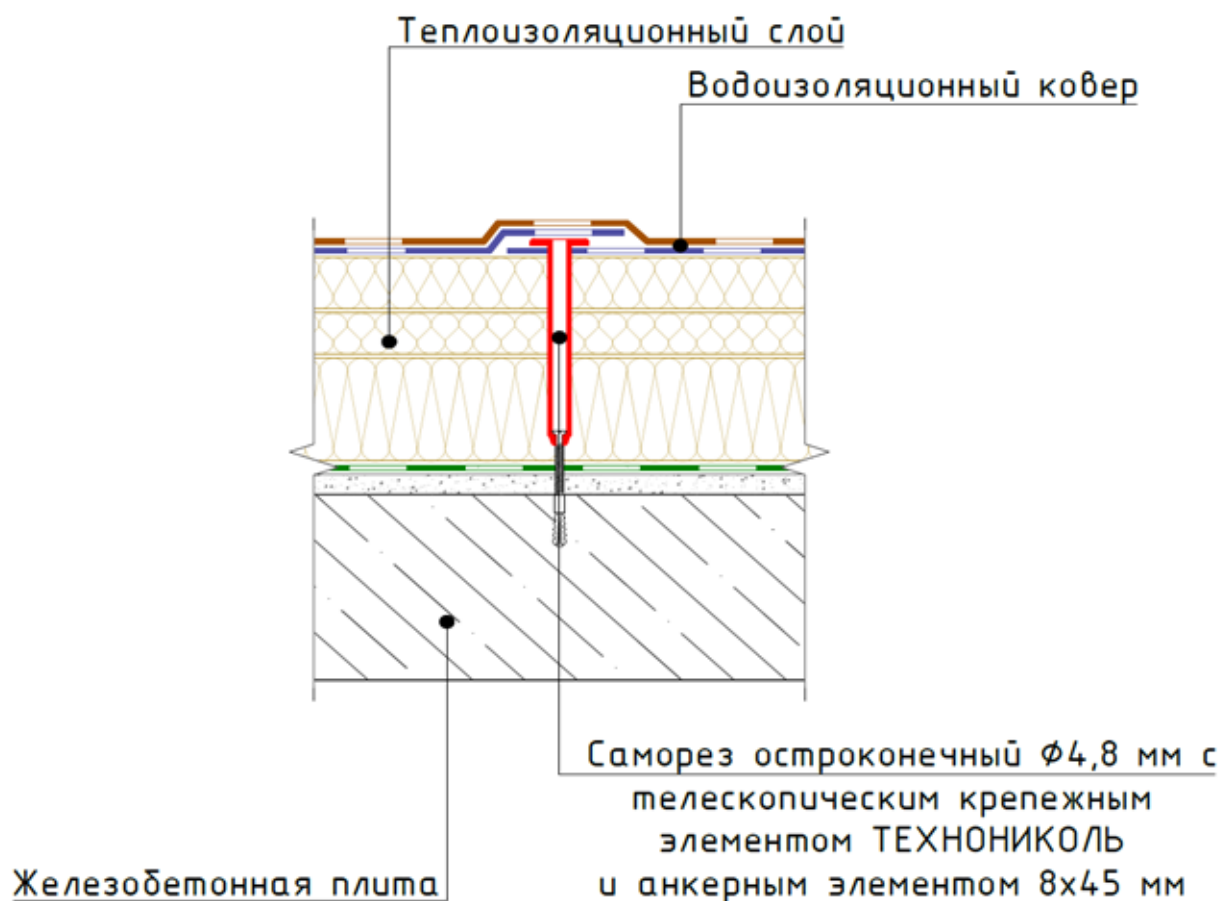 Теплоизоляционный слой
Водоизоляционный ковер
Саморез остроконечный Ф4,8 мм с
телескопическим крепежным
элементом ТЕХНОНИКОЛЬ
и анкерным элементом 8х45 мм
Железобетонная плита